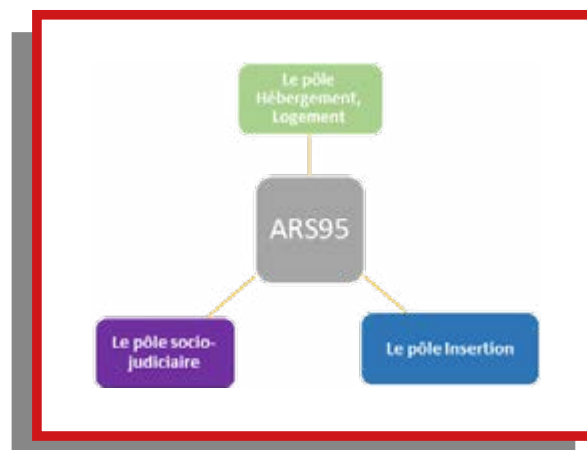 Le pôle
Hébergement,
Logement
ARS95
Le pôle socio-
judiciaire
Le pôle Insertion